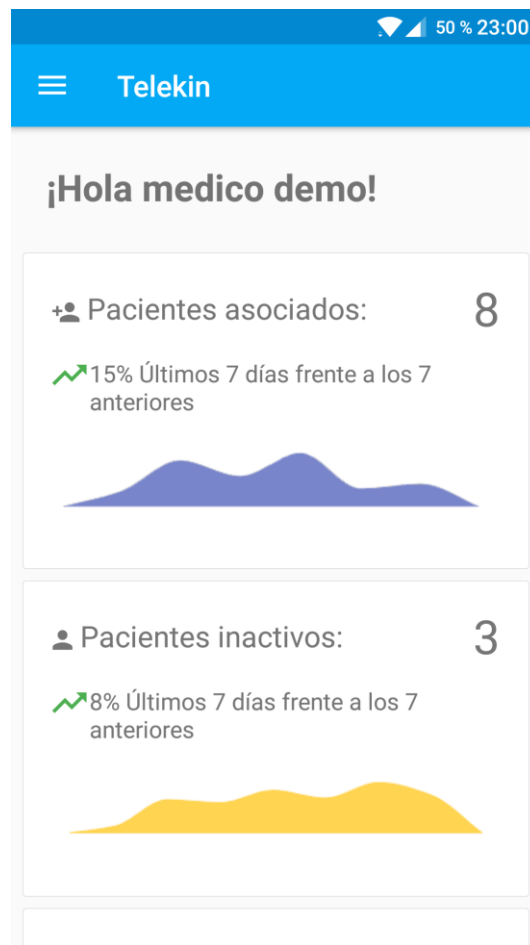 50 % 23:00
Telekin
¡Hola medico demo!
Pacientes asociados: 8
15% Últimos 7 días frente a los 7
anteriores
Pacientes inactivos: 3
8% Últimos 7 días frente a los 7
anteriores